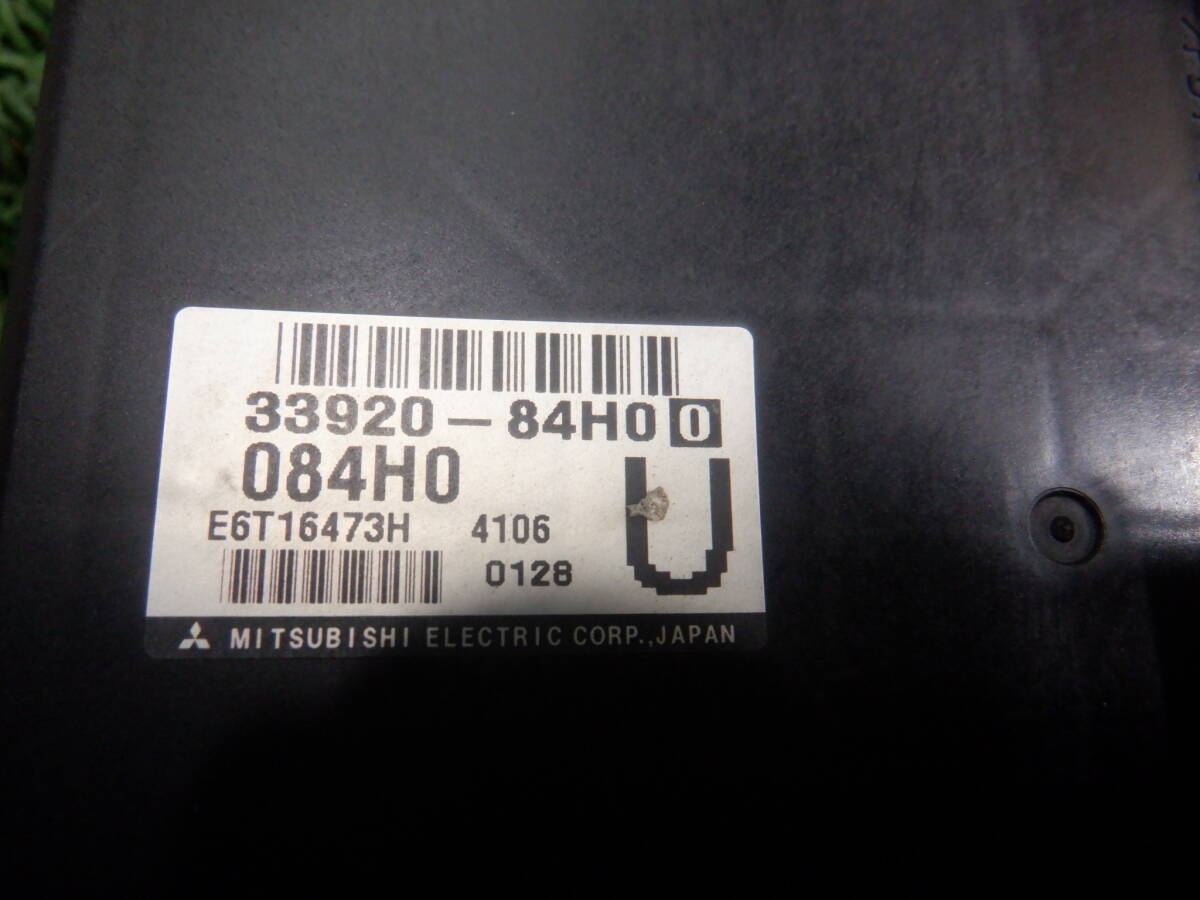 33920-84H00
084H0
U
E6T16473H 4106
0128
MITSUBISHI ELECTRIC CORP.,JAPAN